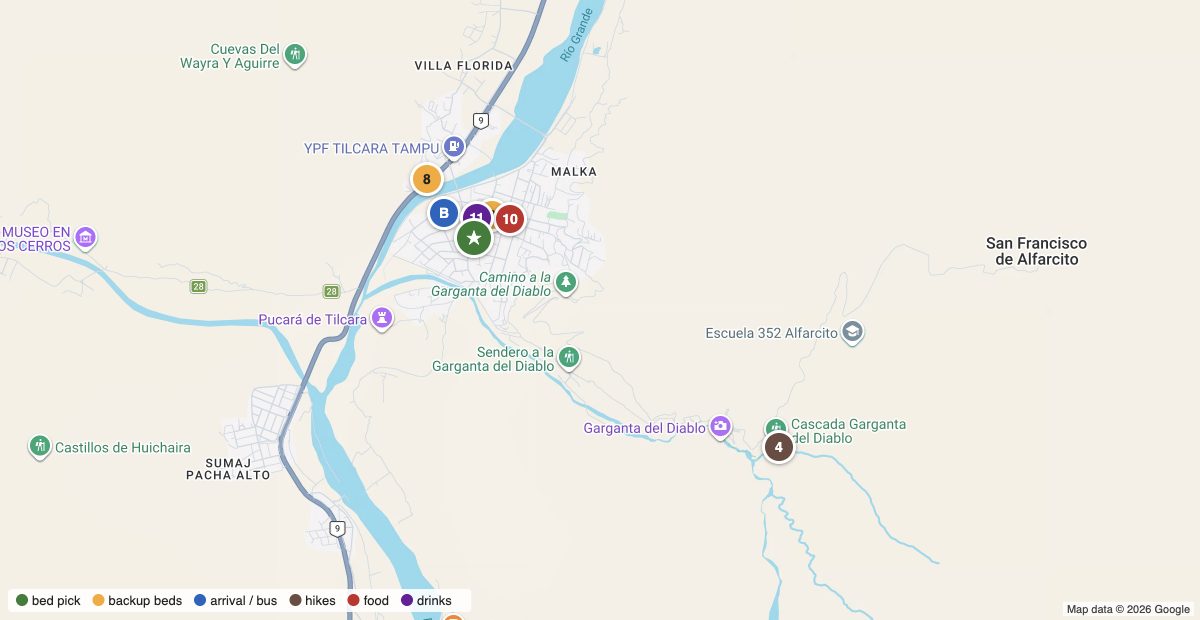 Río Grande
Cuevas Del
Wayra Y Aguirre
VILLA FLORIDA
9
YPF TILCARA TAMPU
MALKA
8
B
11
10
MUSEO EN
OS CERROS
San Francisco
de Alfarcito
Camino a la
Garganta del Diablo
28
28
Pucará de Tilcara
Escuela 352 Alfarcito
Sendero a la
Garganta del Diablo
Garganta del Diablo
Cascada Garganta
del Diablo
4
Castillos de Huichaira
SUMAJ
PACHA ALTO
9
bed pick
backup beds
arrival / bus
hikes
food
drinks
Map data © 2026 Google